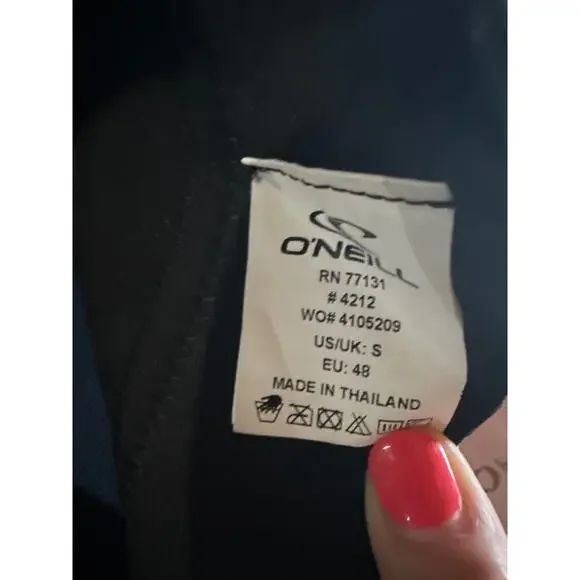 O'NEILL
RN 77131
# 4212
WO# 4105209
US/UK: S
EU: 48
MADE IN THAILAND